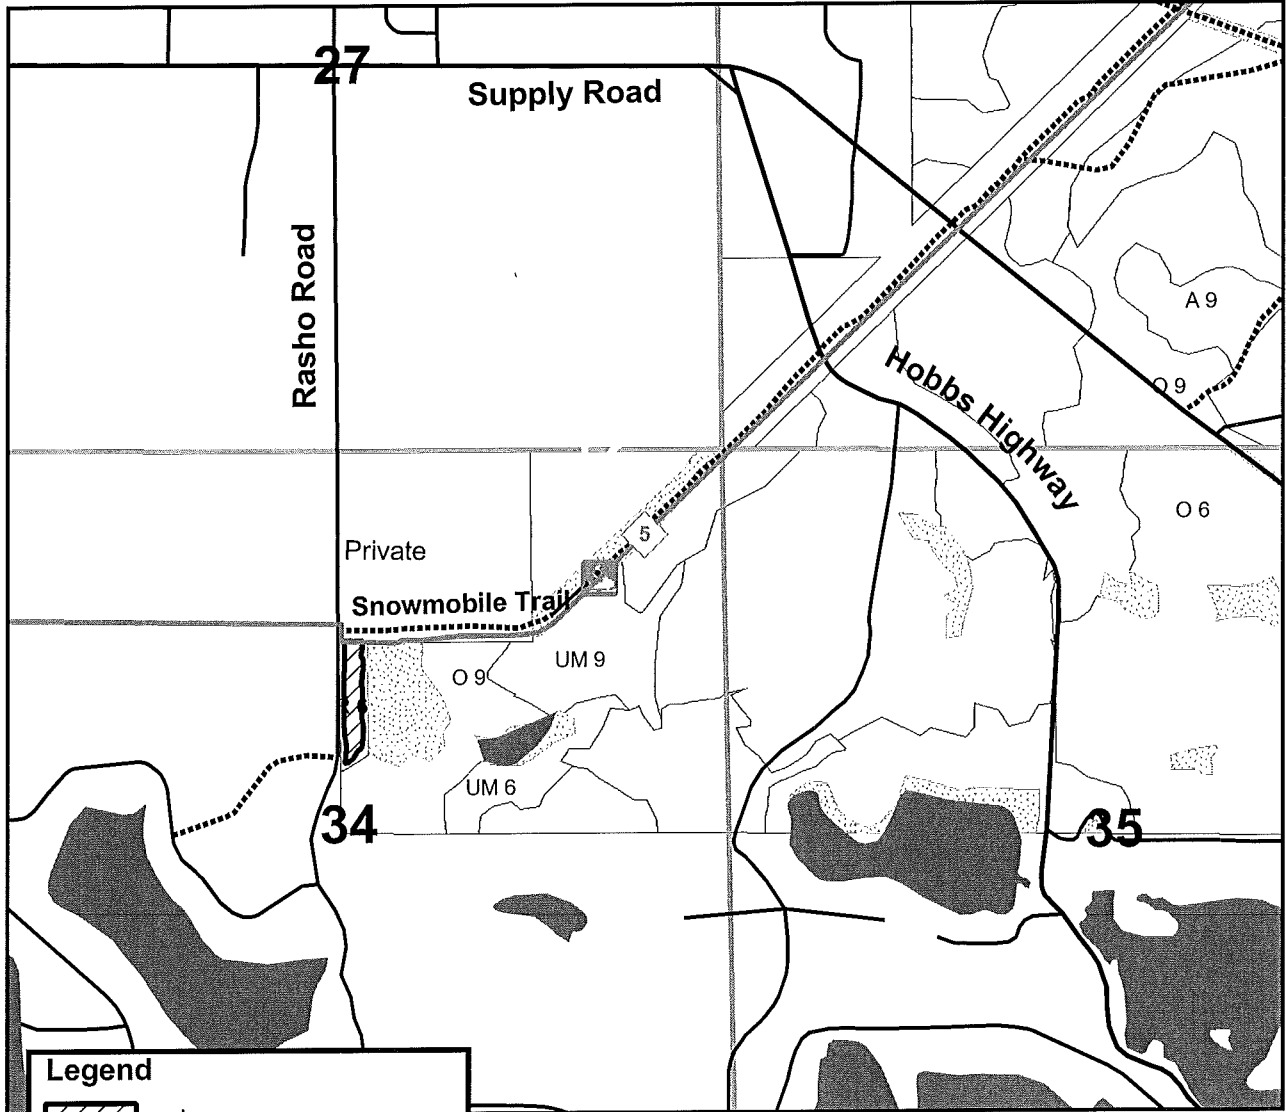 27
Supply Road
Rasho Road
A 9
O 9
Hobbs Highway
O 6
5
Private
Snowmobile Trail
UM 9
O 9
UM 6
34
35
Legend